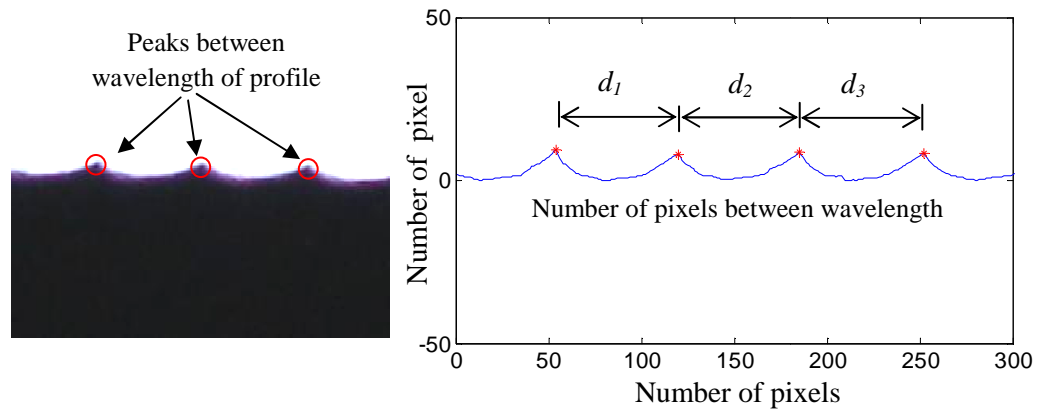 Peaks between
wavelength of profile
50
0
-50
Number of pixel
d1
d2
d3
Number of pixels between wavelength
0
50
100
150
200
250
300
Number of pixels